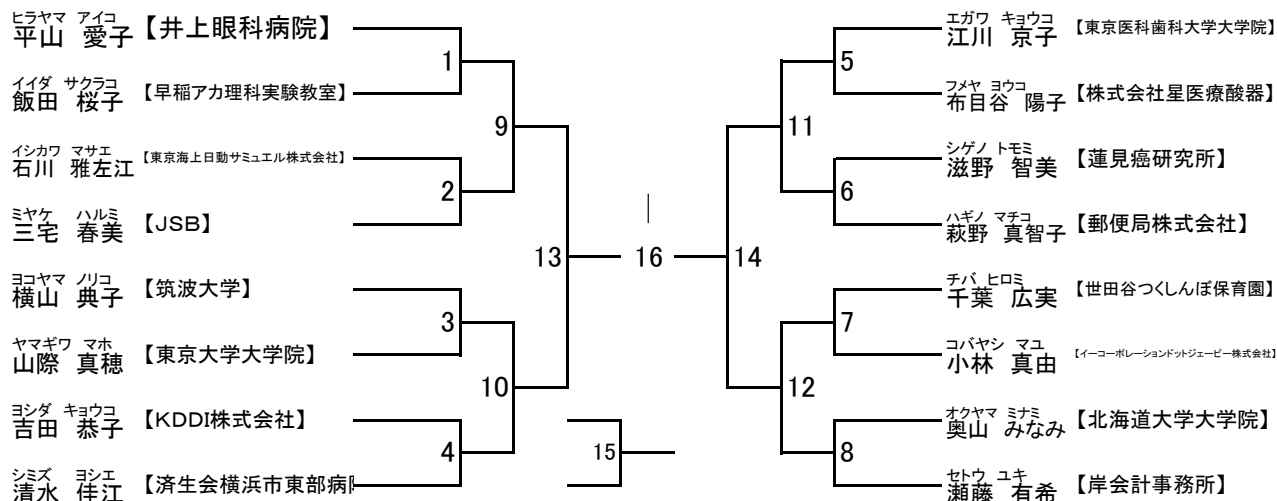 ヒラヤマ アイコ
平山 愛子 【井上眼科病院】
1
イイダ サクラコ
飯田 桜子 【早稲アカ理科実験教室】
9
イシカワ マサエ
石川 雅左江 【東京海上日動サミュエル株式会社】
2
ミヤケ ハルミ
三宅 春美 【JSB】
13
ヨコヤマ ノリコ
横山 典子 【筑波大学】
3
ヤマギワ マホ
山際 真穂 【東京大学大学院】
10
ヨシダ キョウコ
吉田 恭子 【KDDI株式会社】
4
シミズ ヨシエ
清水 佳江 【済生会横浜市東部病
16
15
エガワ キョウコ
江川 京子 【東京医科歯科大学大学院】
5
フメヤ ヨウコ
布目谷 陽子 【株式会社星医療酸器】
11
シゲノ トモミ
滋野 智美 【蓮見癌研究所】
6
ハギノ マチコ
萩野 真智子 【郵便局株式会社】
14
チバ ヒロミ
千葉 広実 【世田谷つくしんぼ保育園】
7
コバヤシ マユ
小林 真由 【イーコーポレーションドットジェーピー株式会社】
12
オクヤマ ミナミ
奥山 みなみ 【北海道大学大学院】
8
セトウ ユキ
瀬藤 有希 【岸会計事務所】